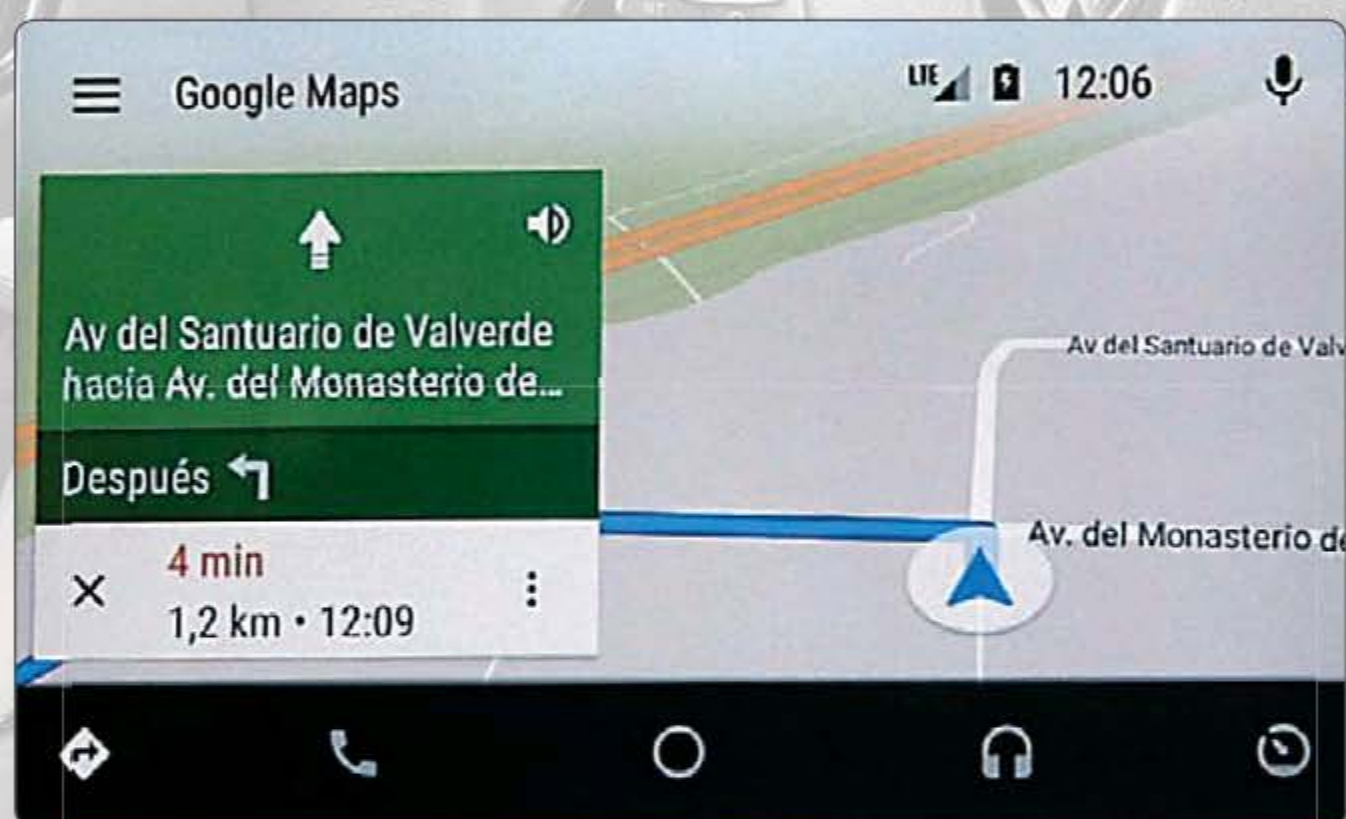 Google Maps
LTE 12:06
Av del Santuario de Valverde
hacia Av. del Monasterio de...
Después
4 min
1,2 km • 12:09
Av del Santuario de Valv
Av. del Monasterio de